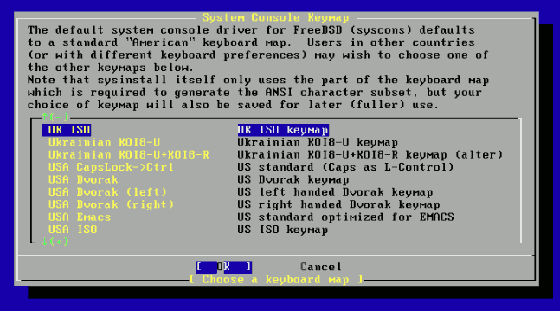 System Console Keymap
The default system console driver for FreeBSD (syscons) defaults
to a standard "American" keyboard map. Users in other countries
(or with different keyboard preferences) may wish to choose one of
the other keymaps below.
Note that sysinstall itself only uses the part of the keyboard map
which is required to generate the ANSI character subset, but your
choice of keymap will also be saved for later (fuller) use.
^(-)
UK ISO UK ISO keymap
Ukrainian KOI8-U Ukrainian KOI8-U keymap
Ukrainian KOI8-U+KOI8-R Ukrainian KOI8-U+KOI8-R keymap (alter)
USA CapsLock->Ctrl US standard (Caps as L-Control)
USA Dvorak US Dvorak keymap
USA Dvorak (left) US left handed Dvorak keymap
USA Dvorak (right) US right handed Dvorak keymap
USA Emacs US standard optimized for EMACS
USA ISO US ISO keymap
v(+)
[ OK ] Cancel
[ Choose a keyboard map ]